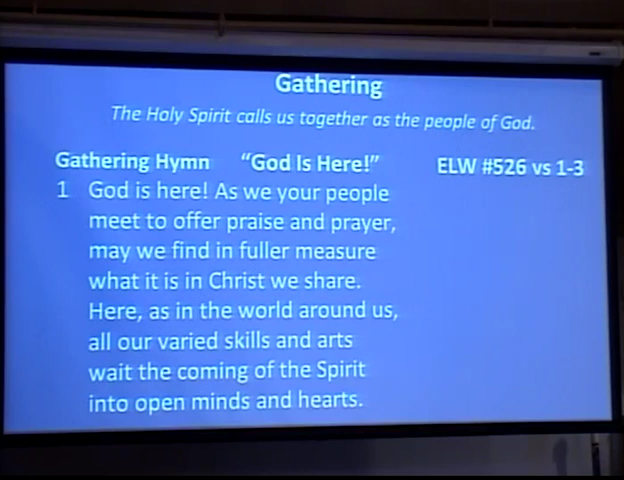 Gathering
The Holy Spirit calls us together as the people of God.
Gathering Hymn "God Is Here!" ELW #526 vs 1-3
1 God is here! As we your people
meet to offer praise and prayer,
may we find in fuller measure
what it is in Christ we share.
Here, as in the world around us,
all our varied skills and arts
wait the coming of the Spirit
into open minds and hearts.